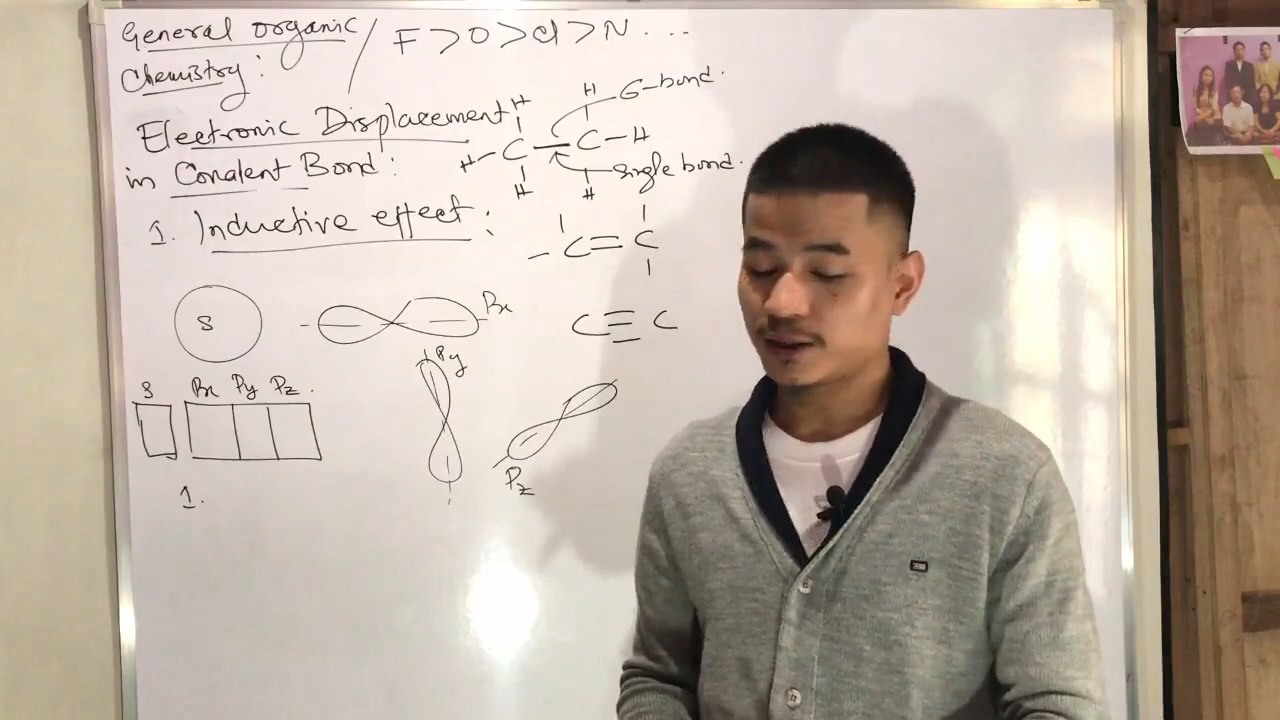 General organic
Chemistry:
F > O > Cl > N ...
Electronic Displacement
in Covalent Bond:
1. Inductive effect:
H
H-C-C-H
H
H
H
σ-bond.
single bond.
-C=C
C≡C
S
Px
Py
Pz
S Px Py Pz.
1.